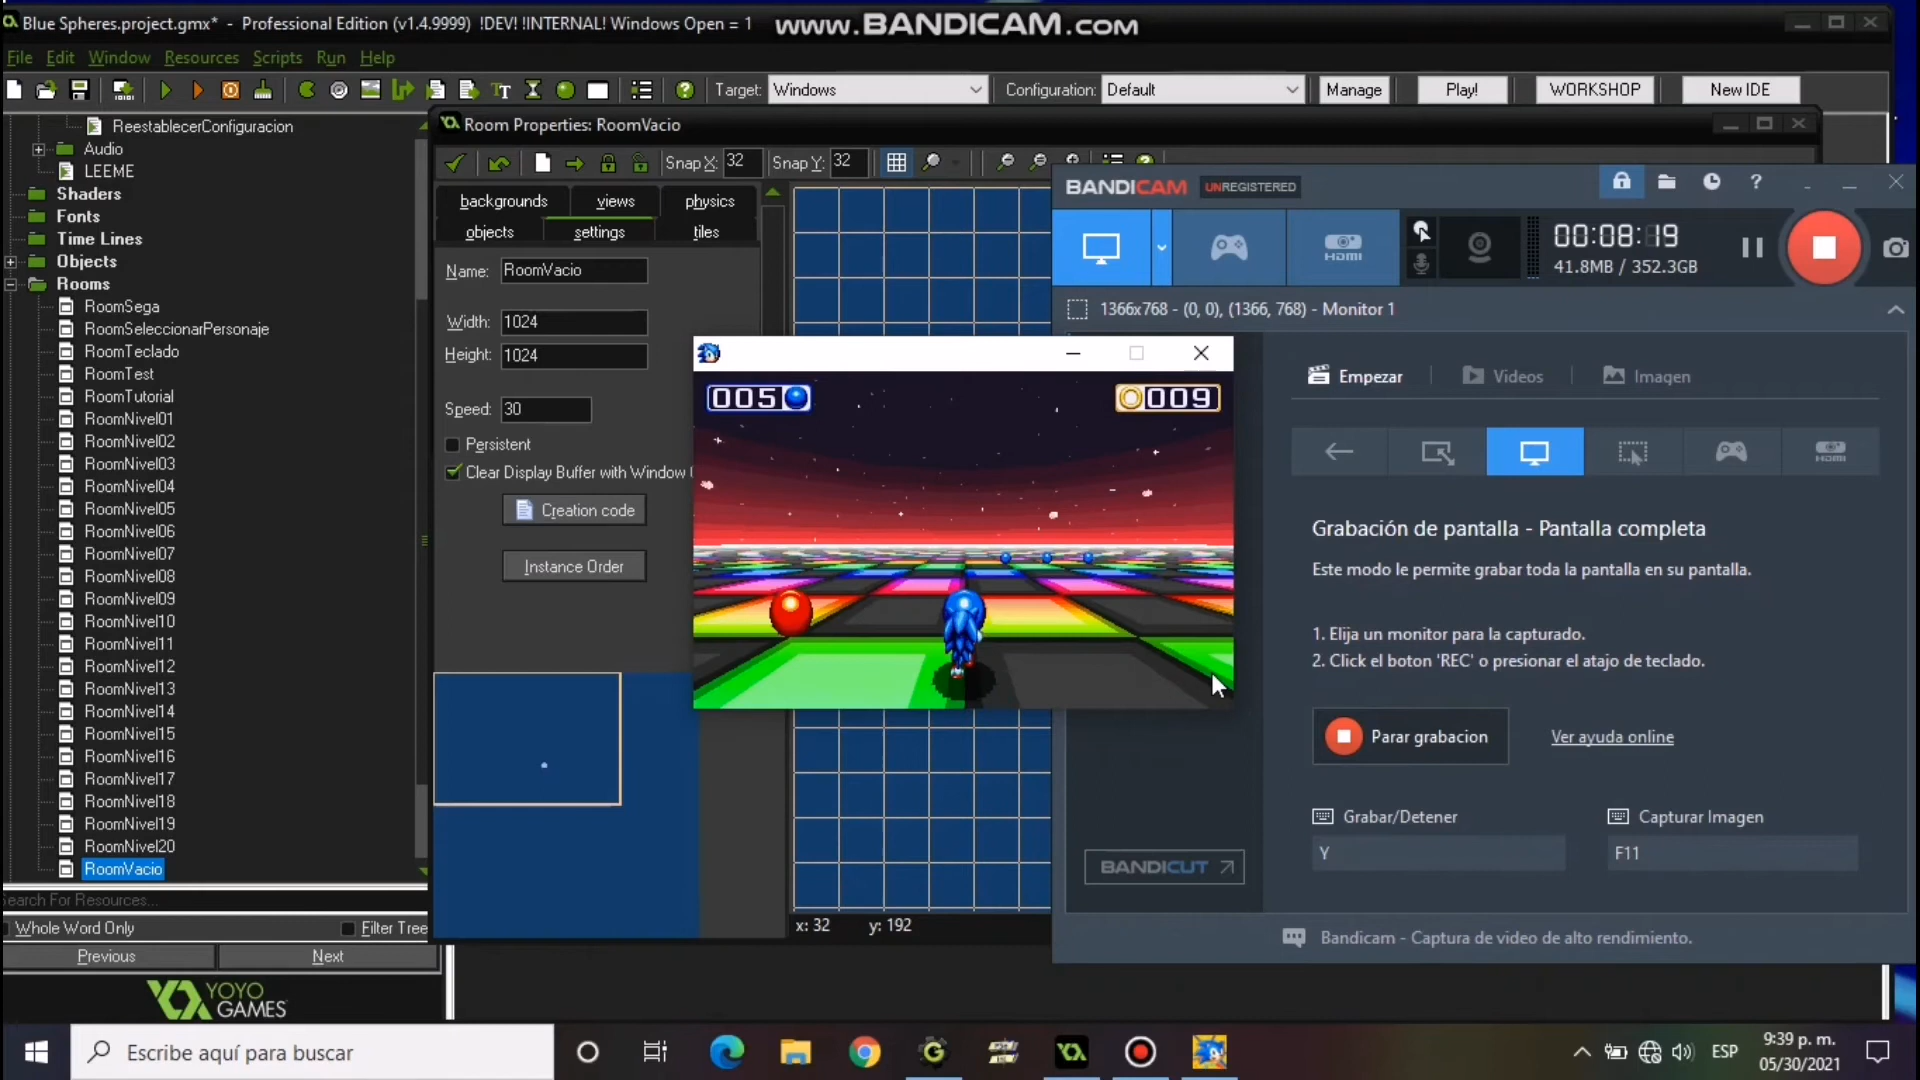 Blue Spheres.project.gmx* - Professional Edition (v1.4.9999) !DEV! !INTERNAL! Windows Open = 1
www.BANDICAM.com
File Edit Window Resources Scripts Run Help
Target: Windows Configuration: Default Manage Play! WORKSHOP New IDE
ReestablecerConfiguracion
Audio
LEEME
Shaders
Fonts
Time Lines
Objects
Rooms
RoomSega
RoomSeleccionarPersonaje
RoomTeclado
RoomTest
RoomTutorial
RoomNivel01
RoomNivel02
RoomNivel03
RoomNivel04
RoomNivel05
RoomNivel06
RoomNivel07
RoomNivel08
RoomNivel09
RoomNivel10
RoomNivel11
RoomNivel12
RoomNivel13
RoomNivel14
RoomNivel15
RoomNivel16
RoomNivel17
RoomNivel18
RoomNivel19
RoomNivel20
RoomVacio
Search For Resources...
Whole Word Only Filter Tree
Previous Next
YOYO
GAMES
Room Properties: RoomVacio
Snap X: 32 Snap Y: 32
backgrounds views physics
objects settings tiles
Name: RoomVacio
Width: 1024
Height: 1024
Speed: 30
Persistent
Clear Display Buffer with Window
Creation code
Instance Order
x: 32 y: 192
005
009
BANDICAM UNREGISTERED
HDMI
00:08:19
41.8MB / 352.3GB
1366x768 - (0, 0), (1366, 768) - Monitor 1
Empezar Videos Imagen
HDMI
Grabación de pantalla - Pantalla completa
Este modo le permite grabar toda la pantalla en su pantalla.
1. Elija un monitor para la capturado.
2. Click el boton 'REC' o presionar el atajo de teclado.
Parar grabacion Ver ayuda online
Grabar/Detener Capturar Imagen
Y F11
BANDICUT
Bandicam - Captura de video de alto rendimiento.
Escribe aquí para buscar
ESP
9:39 p. m.
05/30/2021